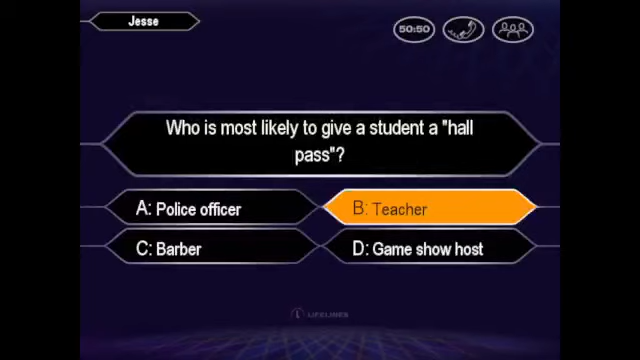 Jesse
50:50
Who is most likely to give a student a "hall
pass"?
A: Police officer
B: Teacher
C: Barber
D: Game show host
L LIFELINES